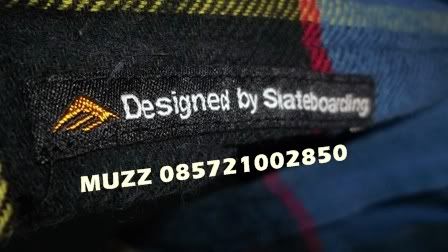 Designed by Skateboarding
MUZZ 085721002850